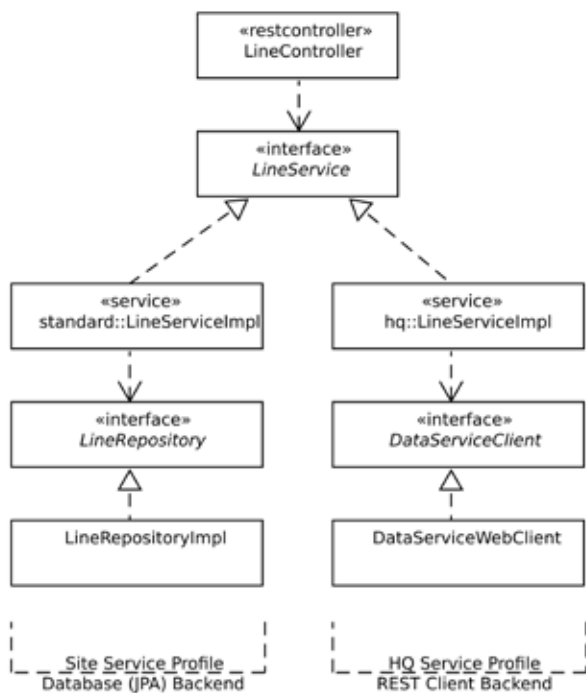 «restcontroller»
LineController
«interface»
LineService
«service»
standard::LineServiceImpl
«service»
hq::LineServiceImpl
«interface»
LineRepository
«interface»
DataServiceClient
LineRepositoryImpl
DataServiceWebClient
Site Service Profile
Database (JPA) Backend
HQ Service Profile
REST Client Backend